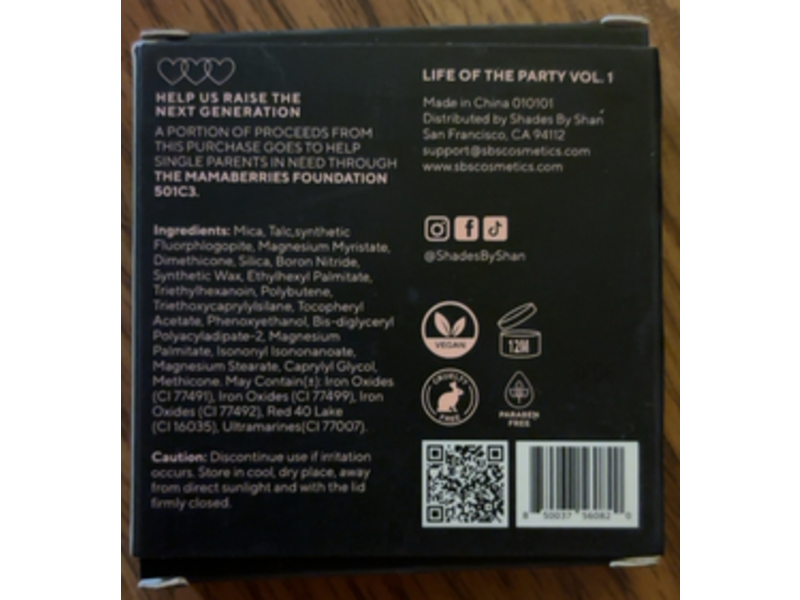 HELP US RAISE THE
NEXT GENERATION
A PORTION OF PROCEEDS FROM
THIS PURCHASE GOES TO HELP
SINGLE PARENTS IN NEED THROUGH
THE MAMABERRIES FOUNDATION
501C3.
Ingredients: Mica, Talc,synthetic
Fluorphlogopite, Magnesium Myristate,
Dimethicone, Silica, Boron Nitride,
Synthetic Wax, Ethylhexyl Palmitate,
Triethylhexanoin, Polybutene,
Triethoxycaprylylsilane, Tocopheryl
Acetate, Phenoxyethanol, Bis-diglyceryl
Polyacyladipate-2, Magnesium
Palmitate, Isononyl Isononanoate,
Magnesium Stearate, Caprylyl Glycol,
Methicone. May Contain(±): Iron Oxides
(CI 77491), Iron Oxides (CI 77499), Iron
Oxides (CI 77492), Red 40 Lake
(CI 16035), Ultramarines(CI 77007).
Caution: Discontinue use if irritation
occurs. Store in cool, dry place, away
from direct sunlight and with the lid
firmly closed.
LIFE OF THE PARTY VOL. 1
Made in China 010101
Distributed by Shades By Shan
San Francisco, CA 94112
support@sbscosmetics.com
www.sbscosmetics.com
@ShadesByShan
VEGAN
12M
CRUELTY
FREE
PARABEN
FREE
8 50037 56082 0